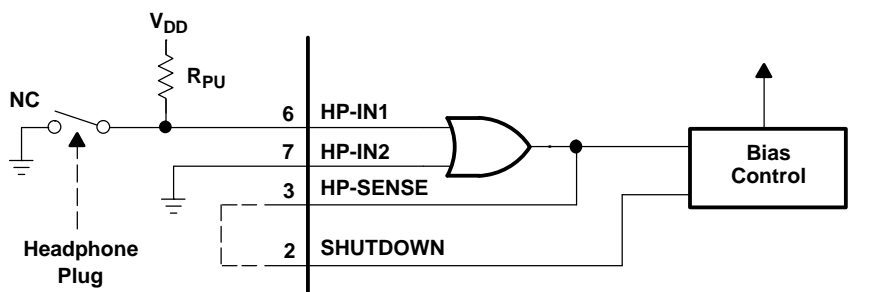 VDD
RPU
NC
6 HP-IN1
7 HP-IN2
3 HP-SENSE
2 SHUTDOWN
Bias
Control
Headphone
Plug